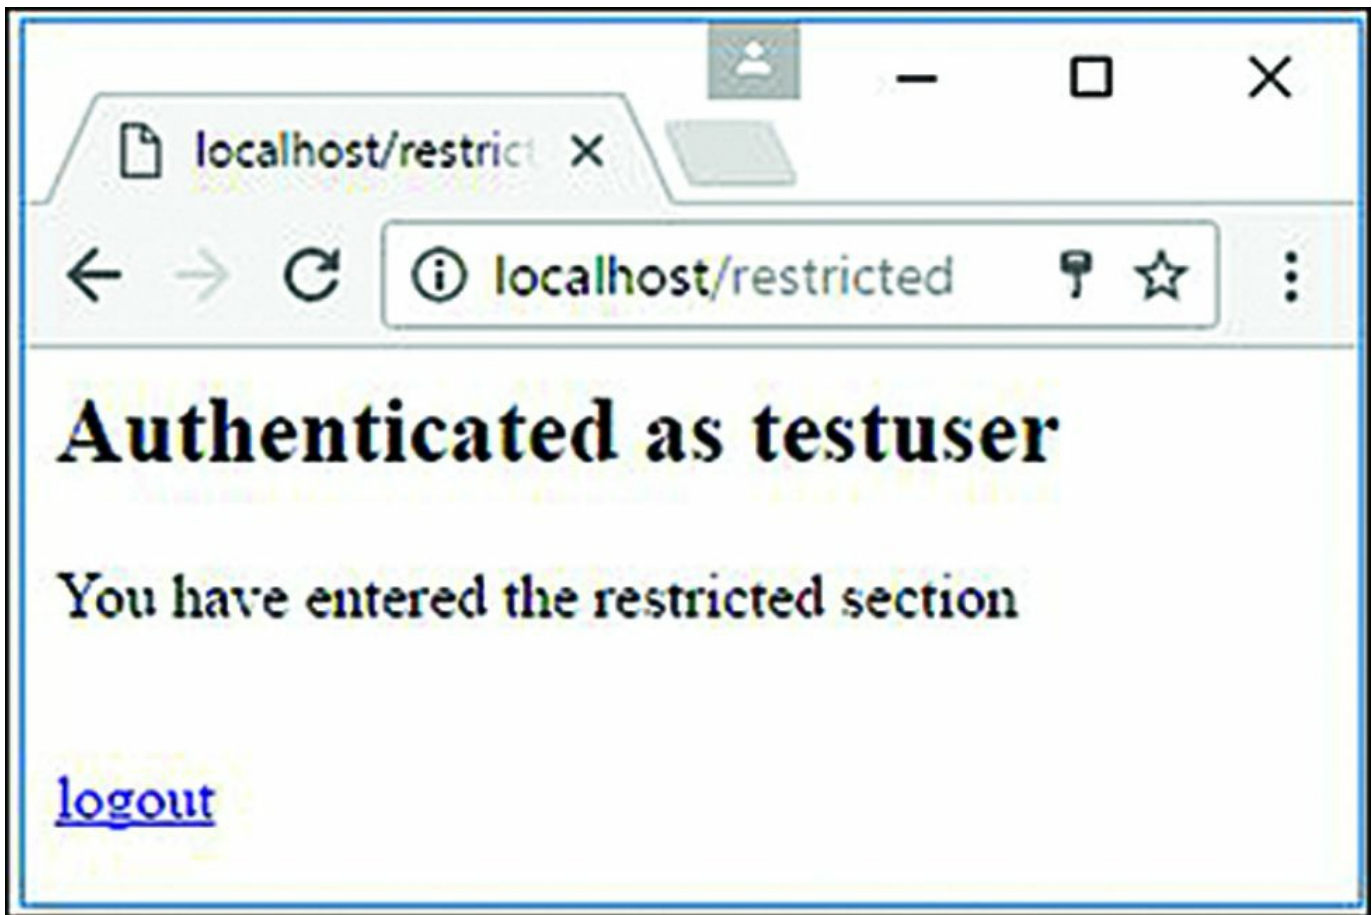 localhost/restrict
localhost/restricted
Authenticated as testuser
You have entered the restricted section
logout